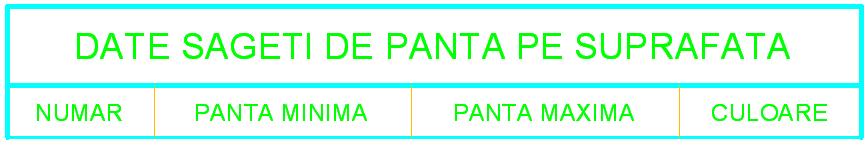 DATE SAGETI DE PANTA PE SUPRAFATA
NUMAR PANTA MINIMA PANTA MAXIMA CULOARE